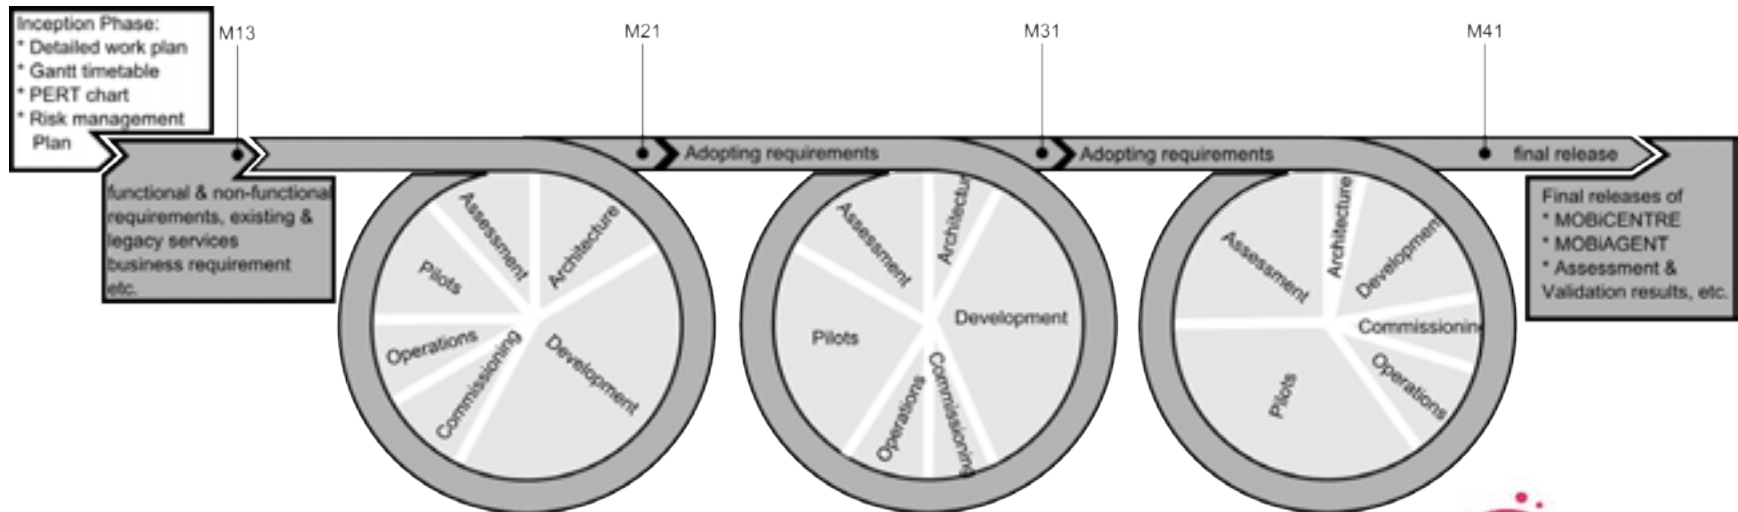 Inception Phase:
* Detailed work plan
* Gantt timetable
* PERT chart
* Risk management
Plan
M13
M21
M31
M41
functional & non-functional
requirements, existing &
legacy services
business requirement
etc.
Adopting requirements
Adopting requirements
final release
Final releases of
* MOBiCENTRE
* MOBiAGENT
* Assessment &
Validation results, etc.
Assessment
Architecture
Pilots
Operations
Commissioning
Development
Assessment
Architectu
Pilots
Development
Operations
Commissioning
Assessment
Architecture
Development
Commissionin
Operations
Pilots